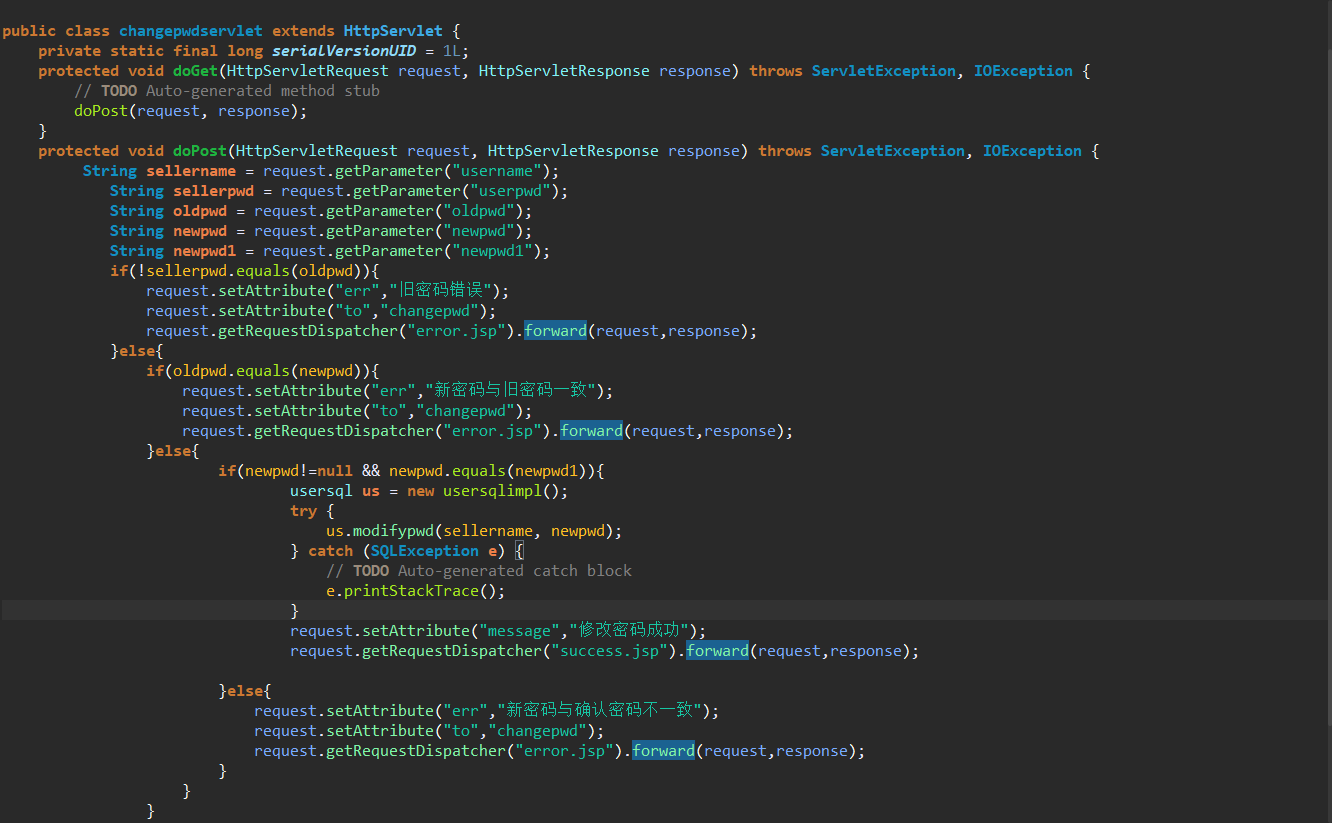 public class changepwdservlet extends HttpServlet {
    private static final long serialVersionUID = 1L;
    protected void doGet(HttpServletRequest request, HttpServletResponse response) throws ServletException, IOException {
        // TODO Auto-generated method stub
        doPost(request, response);
    }
    protected void doPost(HttpServletRequest request, HttpServletResponse response) throws ServletException, IOException {
         String sellername = request.getParameter("username");
            String sellerpwd = request.getParameter("userpwd");
            String oldpwd = request.getParameter("oldpwd");
            String newpwd = request.getParameter("newpwd");
            String newpwd1 = request.getParameter("newpwd1");
            if(!sellerpwd.equals(oldpwd)){
                request.setAttribute("err","旧密码错误");
                request.setAttribute("to","changepwd");
                request.getRequestDispatcher("error.jsp").forward(request,response);
            }else{
                if(oldpwd.equals(newpwd)){
                    request.setAttribute("err","新密码与旧密码一致");
                    request.setAttribute("to","changepwd");
                    request.getRequestDispatcher("error.jsp").forward(request,response);
                }else{
                        if(newpwd!=null && newpwd.equals(newpwd1)){
                                usersql us = new usersqlimpl();
                                try {
                                    us.modifypwd(sellername, newpwd);
                                } catch (SQLException e) {
                                    // TODO Auto-generated catch block
                                    e.printStackTrace();
                                }
                                request.setAttribute("message","修改密码成功");
                                request.getRequestDispatcher("success.jsp").forward(request,response);
                        }else{
                            request.setAttribute("err","新密码与确认密码不一致");
                            request.setAttribute("to","changepwd");
                            request.getRequestDispatcher("error.jsp").forward(request,response);
                        }
                    }
                }